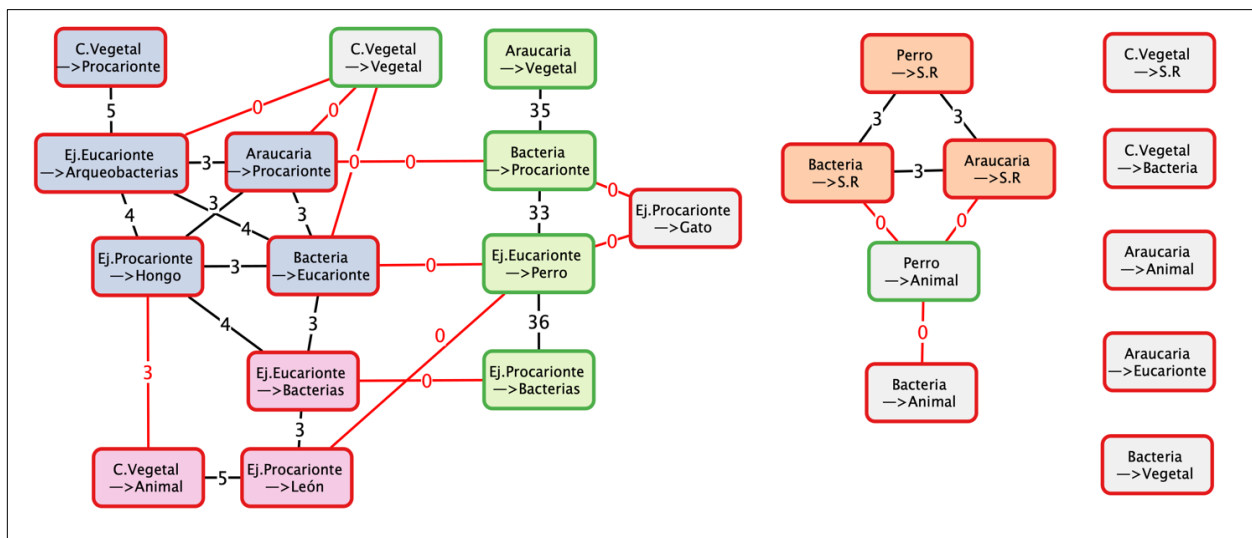 C.Vegetal
—>Procarionte
C.Vegetal
—>Vegetal
Araucaria
—>Vegetal
Perro
—>S.R
C.Vegetal
—>S.R
5
0
0
35
3
3
Ej.Eucarionte
—>Arqueobacterias
3
Araucaria
—>Procarionte
0
0
Bacteria
—>Procarionte
Bacteria
—>S.R
3
Araucaria
—>S.R
C.Vegetal
—>Bacteria
4
3
4
3
33
0
0
0
Ej.Procarionte
—>Gato
0
Ej.Procarionte
—>Hongo
3
Bacteria
—>Eucarionte
0
Ej.Eucarionte
—>Perro
Perro
—>Animal
Araucaria
—>Animal
4
3
0
36
0
3
Ej.Eucarionte
—>Bacterias
0
Ej.Procarionte
—>Bacterias
Bacteria
—>Animal
Araucaria
—>Eucarionte
3
C.Vegetal
—>Animal
5
Ej.Procarionte
—>León
Bacteria
—>Vegetal